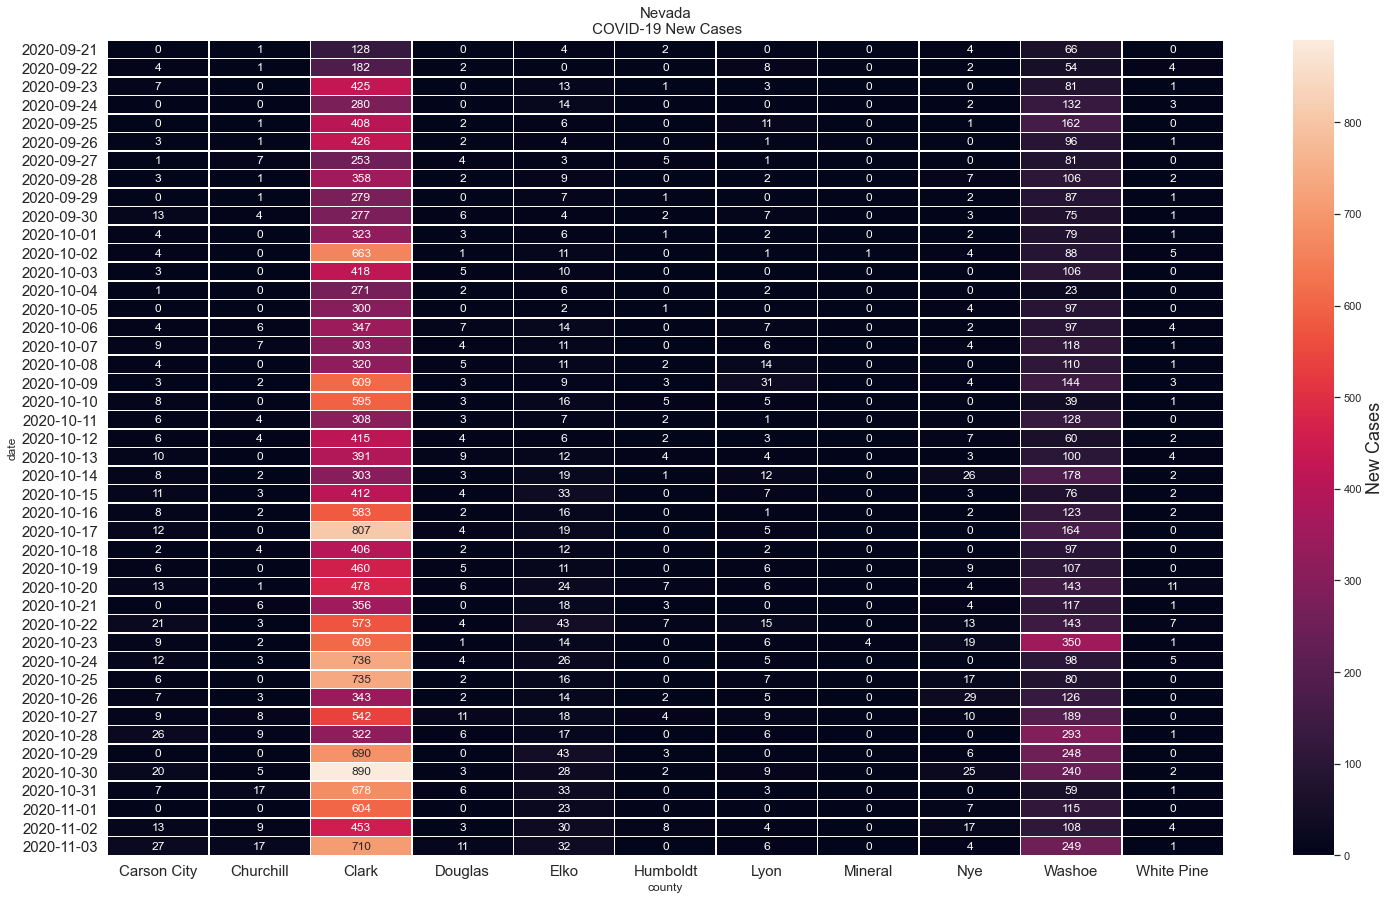 Nevada
COVID-19 New Cases
2020-09-21 0 1 128 0 4 2 0 0 4 66 0
2020-09-22 4 1 182 2 0 0 8 0 2 54 4
2020-09-23 7 0 425 0 13 1 3 0 0 81 1
2020-09-24 0 0 280 0 14 0 0 0 2 132 3
2020-09-25 0 1 408 2 6 0 11 0 1 162 0
2020-09-26 3 1 426 2 4 0 1 0 0 96 1
2020-09-27 1 7 253 4 3 5 1 0 0 81 0
2020-09-28 3 1 358 2 9 0 2 0 7 106 2
2020-09-29 0 1 279 0 7 1 0 0 2 87 1
2020-09-30 13 4 277 6 4 2 7 0 3 75 1
2020-10-01 4 0 323 3 6 1 2 0 2 79 1
2020-10-02 4 0 663 1 11 0 1 1 4 88 5
2020-10-03 3 0 418 5 10 0 0 0 0 106 0
2020-10-04 1 0 271 2 6 0 2 0 0 23 0
2020-10-05 0 0 300 0 2 1 0 0 4 97 0
2020-10-06 4 6 347 7 14 0 7 0 2 97 4
2020-10-07 9 7 303 4 11 0 6 0 4 118 1
2020-10-08 4 0 320 5 11 2 14 0 0 110 1
2020-10-09 3 2 609 3 9 3 31 0 4 144 3
2020-10-10 8 0 595 3 16 5 5 0 0 39 1
2020-10-11 6 4 308 3 7 2 1 0 0 128 0
2020-10-12 6 4 415 4 6 2 3 0 7 60 2
2020-10-13 10 0 391 9 12 4 4 0 3 100 4
2020-10-14 8 2 303 3 19 1 12 0 26 178 2
2020-10-15 11 3 412 4 33 0 7 0 3 76 2
2020-10-16 8 2 583 2 16 0 1 0 2 123 2
2020-10-17 12 0 807 4 19 0 5 0 0 164 0
2020-10-18 2 4 406 2 12 0 2 0 0 97 0
2020-10-19 6 0 460 5 11 0 6 0 9 107 0
2020-10-20 13 1 478 6 24 7 6 0 4 143 11
2020-10-21 0 6 356 0 18 3 0 0 4 117 1
2020-10-22 21 3 573 4 43 7 15 0 13 143 7
2020-10-23 9 2 609 1 14 0 6 4 19 350 1
2020-10-24 12 3 736 4 26 0 5 0 0 98 5
2020-10-25 6 0 735 2 16 0 7 0 17 80 0
2020-10-26 7 3 343 2 14 2 5 0 29 126 0
2020-10-27 9 8 542 11 18 4 9 0 10 189 0
2020-10-28 26 9 322 6 17 0 6 0 0 293 1
2020-10-29 0 0 690 0 43 3 0 0 6 248 0
2020-10-30 20 5 890 3 28 2 9 0 25 240 2
2020-10-31 7 17 678 6 33 0 3 0 0 59 1
2020-11-01 0 0 604 0 23 0 0 0 7 115 0
2020-11-02 13 9 453 3 30 8 4 0 17 108 4
2020-11-03 27 17 710 11 32 0 6 0 4 249 1
Carson City Churchill Clark Douglas Elko Humboldt Lyon Mineral Nye Washoe White Pine
county
date
800
700
600
500
400
300
200
100
0
New Cases